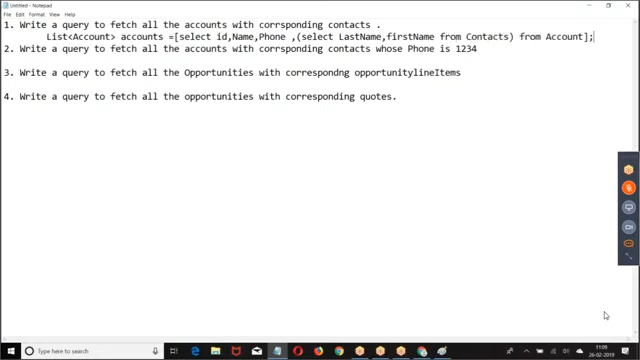 Untitled - Notepad
File Edit Format View Help
1. Write a query to fetch all the accounts with corrsponding contacts .
List<Account> accounts =[select id,Name,Phone ,(select LastName,firstName from Contacts) from Account];
2. Write a query to fetch all the accounts with corrsponding contacts whose Phone is 1234
3. Write a query to fetch all the Opportunities with correspondng opportunitylineItems
4. Write a query to fetch all the opportunities with corresponding quotes.
Type here to search
11:09
26-02-2019